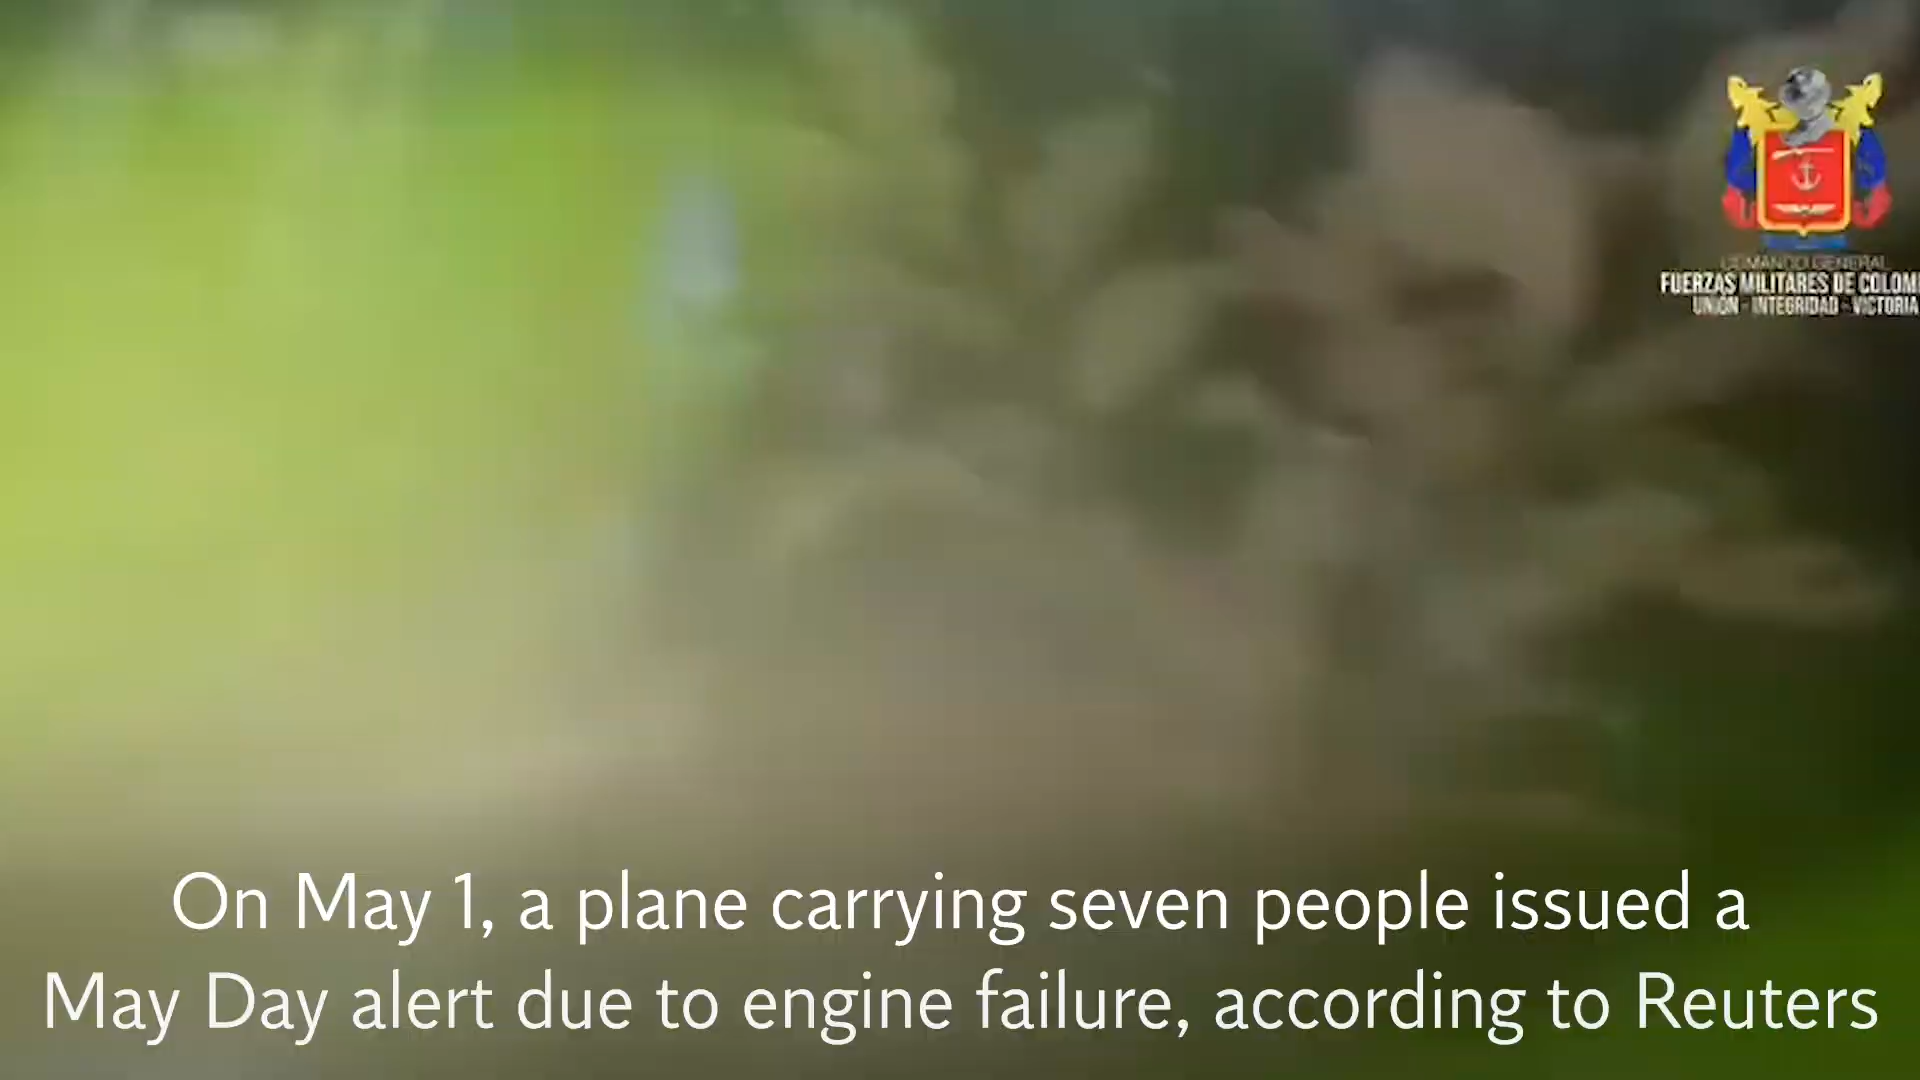 COMANDO GENERAL
FUERZAS MILITARES DE COLOM
UNIÓN - INTEGRIDAD - VICTORIA
On May 1, a plane carrying seven people issued a
May Day alert due to engine failure, according to Reuters